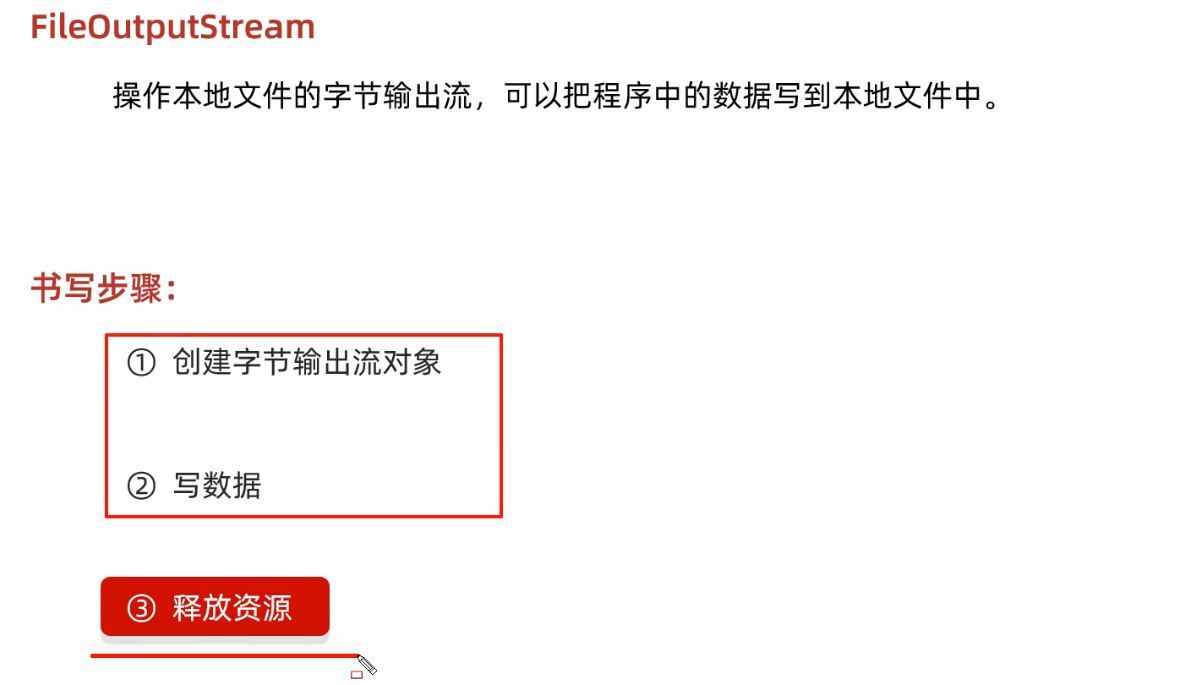 FileOutputStream
操作本地文件的字节输出流，可以把程序中的数据写到本地文件中。
书写步骤：
① 创建字节输出流对象
② 写数据
③ 释放资源